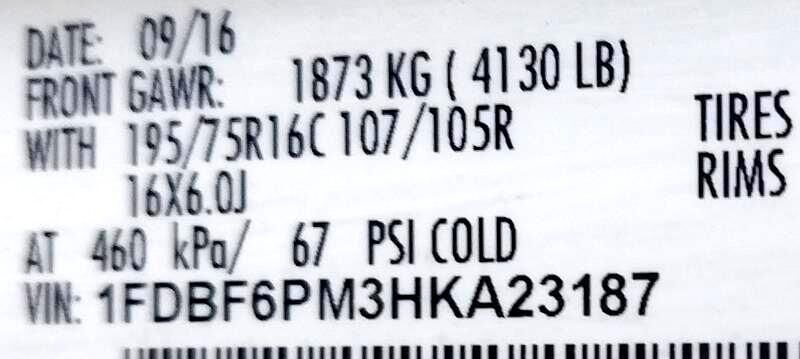 DATE: 09/16
FRONT GAWR: 1873 KG ( 4130 LB)
WITH 195/75R16C 107/105R TIRES
16X6.0J RIMS
AT 460 kPa/ 67 PSI COLD
VIN: 1FDBF6PM3HKA23187